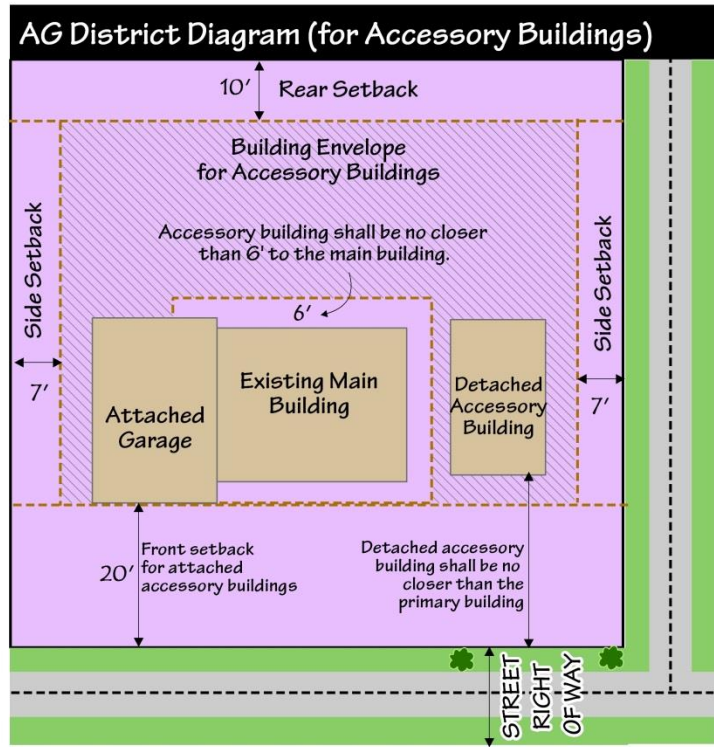 AG District Diagram (for Accessory Buildings)
10'
Rear Setback
Building Envelope
for Accessory Buildings
Accessory building shall be no closer
than 6' to the main building.
6'
Side Setback
7'
Side Setback
7'
Attached
Garage
Existing Main
Building
Detached
Accessory
Building
20'
Front setback
for attached
accessory buildings
Detached accessory
building shall be no
closer than the
primary building
STREET
RIGHT
OF WAY